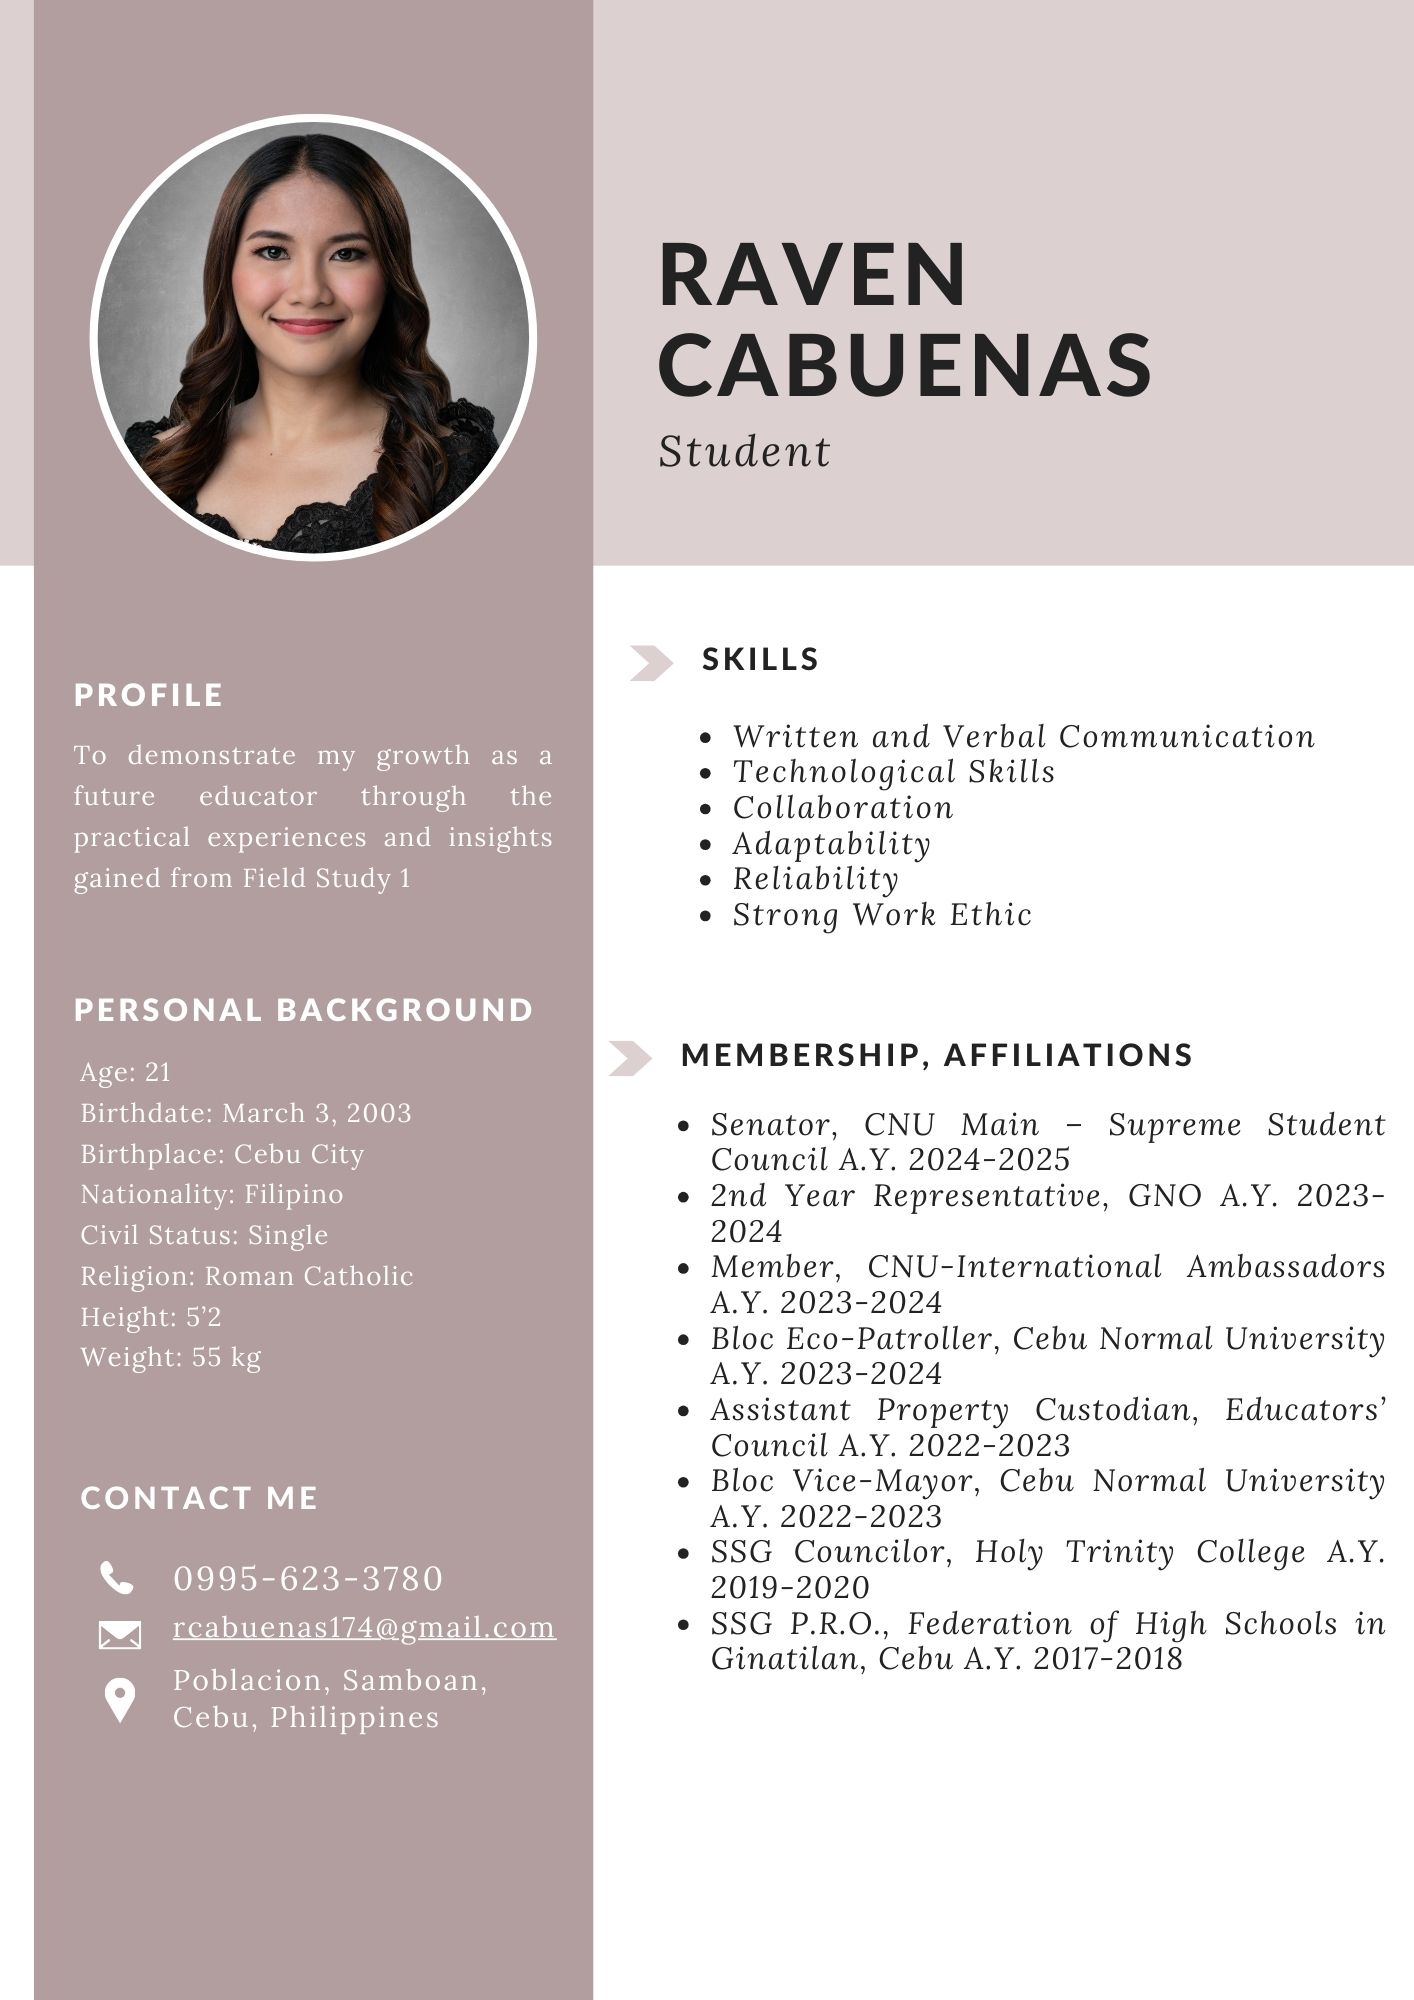 RAVEN
CABUENAS
Student
PROFILE
To demonstrate my growth as a
future educator through the
practical experiences and insights
gained from Field Study 1
PERSONAL BACKGROUND
Age: 21
Birthdate: March 3, 2003
Birthplace: Cebu City
Nationality: Filipino
Civil Status: Single
Religion: Roman Catholic
Height: 5’2
Weight: 55 kg
CONTACT ME
0995-623-3780
rcabuenas174@gmail.com
Poblacion, Samboan,
Cebu, Philippines
SKILLS
• Written and Verbal Communication
• Technological Skills
• Collaboration
• Adaptability
• Reliability
• Strong Work Ethic
MEMBERSHIP, AFFILIATIONS
• Senator, CNU Main – Supreme Student
Council A.Y. 2024-2025
• 2nd Year Representative, GNO A.Y. 2023-
2024
• Member, CNU-International Ambassadors
A.Y. 2023-2024
• Bloc Eco-Patroller, Cebu Normal University
A.Y. 2023-2024
• Assistant Property Custodian, Educators’
Council A.Y. 2022-2023
• Bloc Vice-Mayor, Cebu Normal University
A.Y. 2022-2023
• SSG Councilor, Holy Trinity College A.Y.
2019-2020
• SSG P.R.O., Federation of High Schools in
Ginatilan, Cebu A.Y. 2017-2018